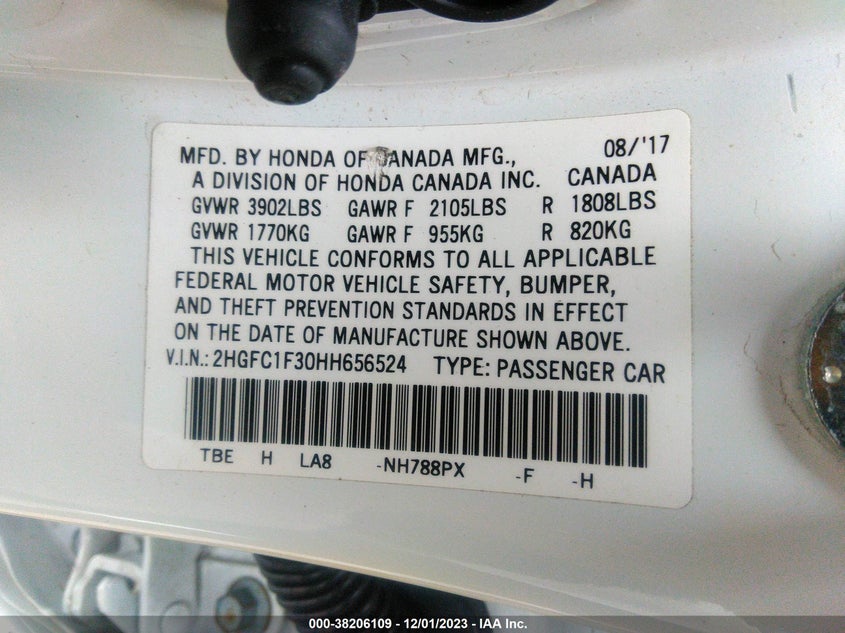 MFD. BY HONDA OF CANADA MFG., 08/'17
A DIVISION OF HONDA CANADA INC. CANADA
GVWR 3902LBS GAWR F 2105LBS R 1808LBS
GVWR 1770KG GAWR F 955KG R 820KG
THIS VEHICLE CONFORMS TO ALL APPLICABLE
FEDERAL MOTOR VEHICLE SAFETY, BUMPER,
AND THEFT PREVENTION STANDARDS IN EFFECT
ON THE DATE OF MANUFACTURE SHOWN ABOVE.
V.I.N.: 2HGFC1F30HH656524 TYPE: PASSENGER CAR
TBE H LA8 -NH788PX -F -H
000-38206109 - 12/01/2023 - IAA Inc.